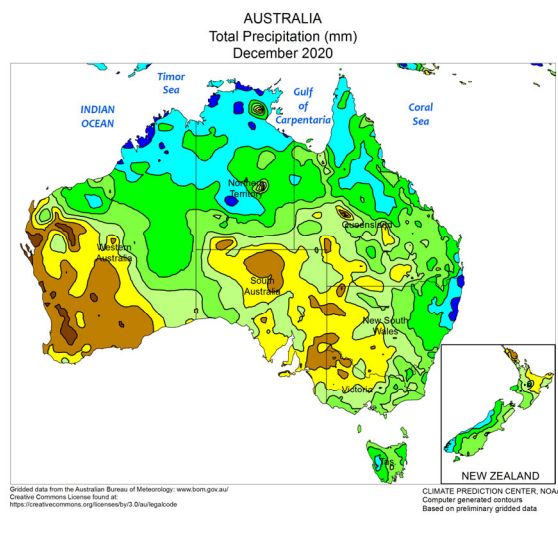 AUSTRALIA
Total Precipitation (mm)
December 2020
Timor
Sea
INDIAN
OCEAN
Gulf
of
Carpentaria
Coral
Sea
Northern
Territory
Queensland
Western
Australia
South
Australia
New South
Wales
Victoria
NEW ZEALAND
Gridded data from the Australian Bureau of Meteorology: www.bom.gov.au/
Creative Commons License found at:
https://creativecommons.org/licenses/by/3.0/au/legalcode
CLIMATE PREDICTION CENTER, NOAA
Computer generated contours
Based on preliminary gridded data